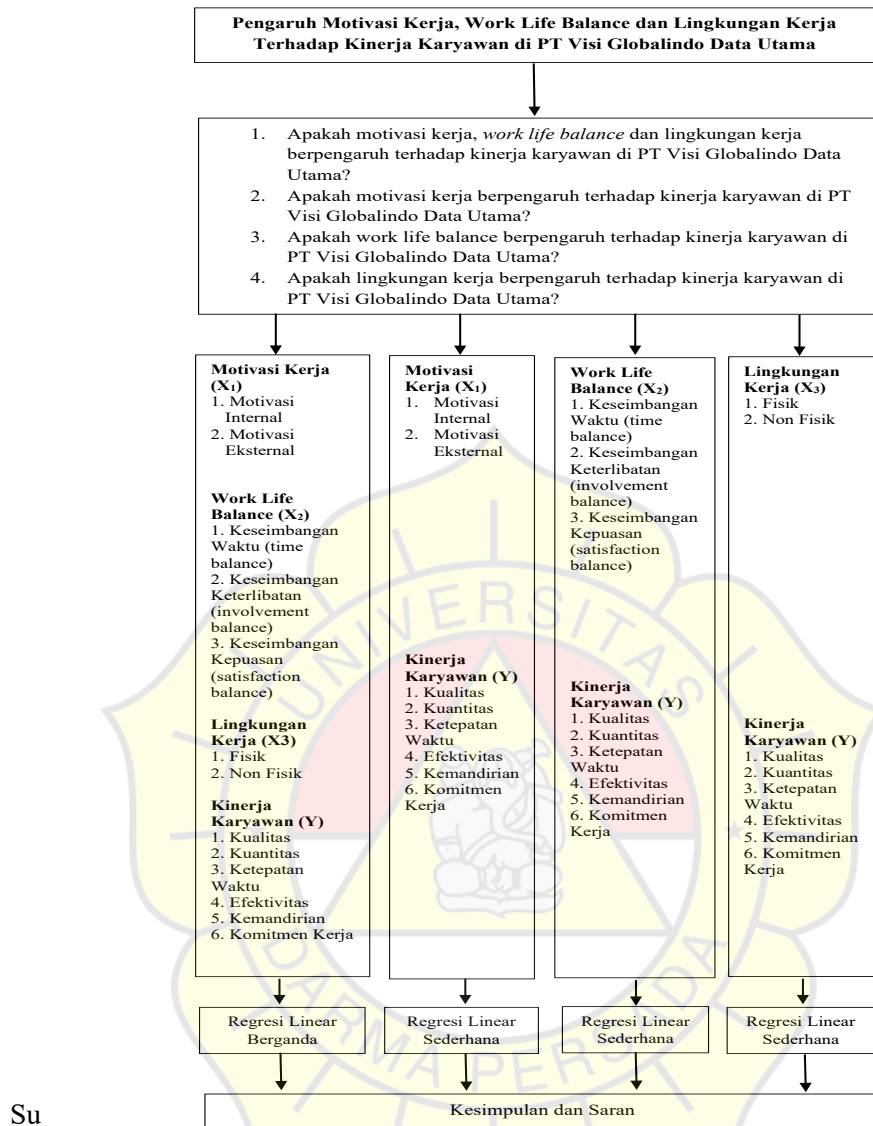 Pengaruh Motivasi Kerja, Work Life Balance dan Lingkungan Kerja
Terhadap Kinerja Karyawan di PT Visi Globalindo Data Utama
1. Apakah motivasi kerja, work life balance dan lingkungan kerja
berpengaruh terhadap kinerja karyawan di PT Visi Globalindo Data
Utama?
2. Apakah motivasi kerja berpengaruh terhadap kinerja karyawan di PT
Visi Globalindo Data Utama?
3. Apakah work life balance berpengaruh terhadap kinerja karyawan di
PT Visi Globalindo Data Utama?
4. Apakah lingkungan kerja berpengaruh terhadap kinerja karyawan di
PT Visi Globalindo Data Utama?
Motivasi Kerja
(X₁)
1. Motivasi
Internal
2. Motivasi
Eksternal
Work Life
Balance (X₂)
1. Keseimbangan
Waktu (time
balance)
2. Keseimbangan
Keterlibatan
(involvement
balance)
3. Keseimbangan
Kepuasan
(satisfaction
balance)
Lingkungan
Kerja (X3)
1. Fisik
2. Non Fisik
Kinerja
Karyawan (Y)
1. Kualitas
2. Kuantitas
3. Ketepatan
Waktu
4. Efektivitas
5. Kemandirian
6. Komitmen Kerja
Motivasi
Kerja (X₁)
1. Motivasi
Internal
2. Motivasi
Eksternal
Kinerja
Karyawan (Y)
1. Kualitas
2. Kuantitas
3. Ketepatan
Waktu
4. Efektivitas
5. Kemandirian
6. Komitmen
Kerja
Work Life
Balance (X₂)
1. Keseimbangan
Waktu (time
balance)
2. Keseimbangan
Keterlibatan
(involvement
balance)
3. Keseimbangan
Kepuasan
(satisfaction
balance)
Kinerja
Karyawan (Y)
1. Kualitas
2. Kuantitas
3. Ketepatan
Waktu
4. Efektivitas
5. Kemandirian
6. Komitmen
Kerja
Lingkungan
Kerja (X₃)
1. Fisik
2. Non Fisik
Kinerja
Karyawan (Y)
1. Kualitas
2. Kuantitas
3. Ketepatan
Waktu
4. Efektivitas
5. Kemandirian
6. Komitmen
Kerja
Regresi Linear
Berganda
Regresi Linear
Sederhana
Regresi Linear
Sederhana
Regresi Linear
Sederhana
Su
Kesimpulan dan Saran
UNIVERSITAS
DARMA PERSADA